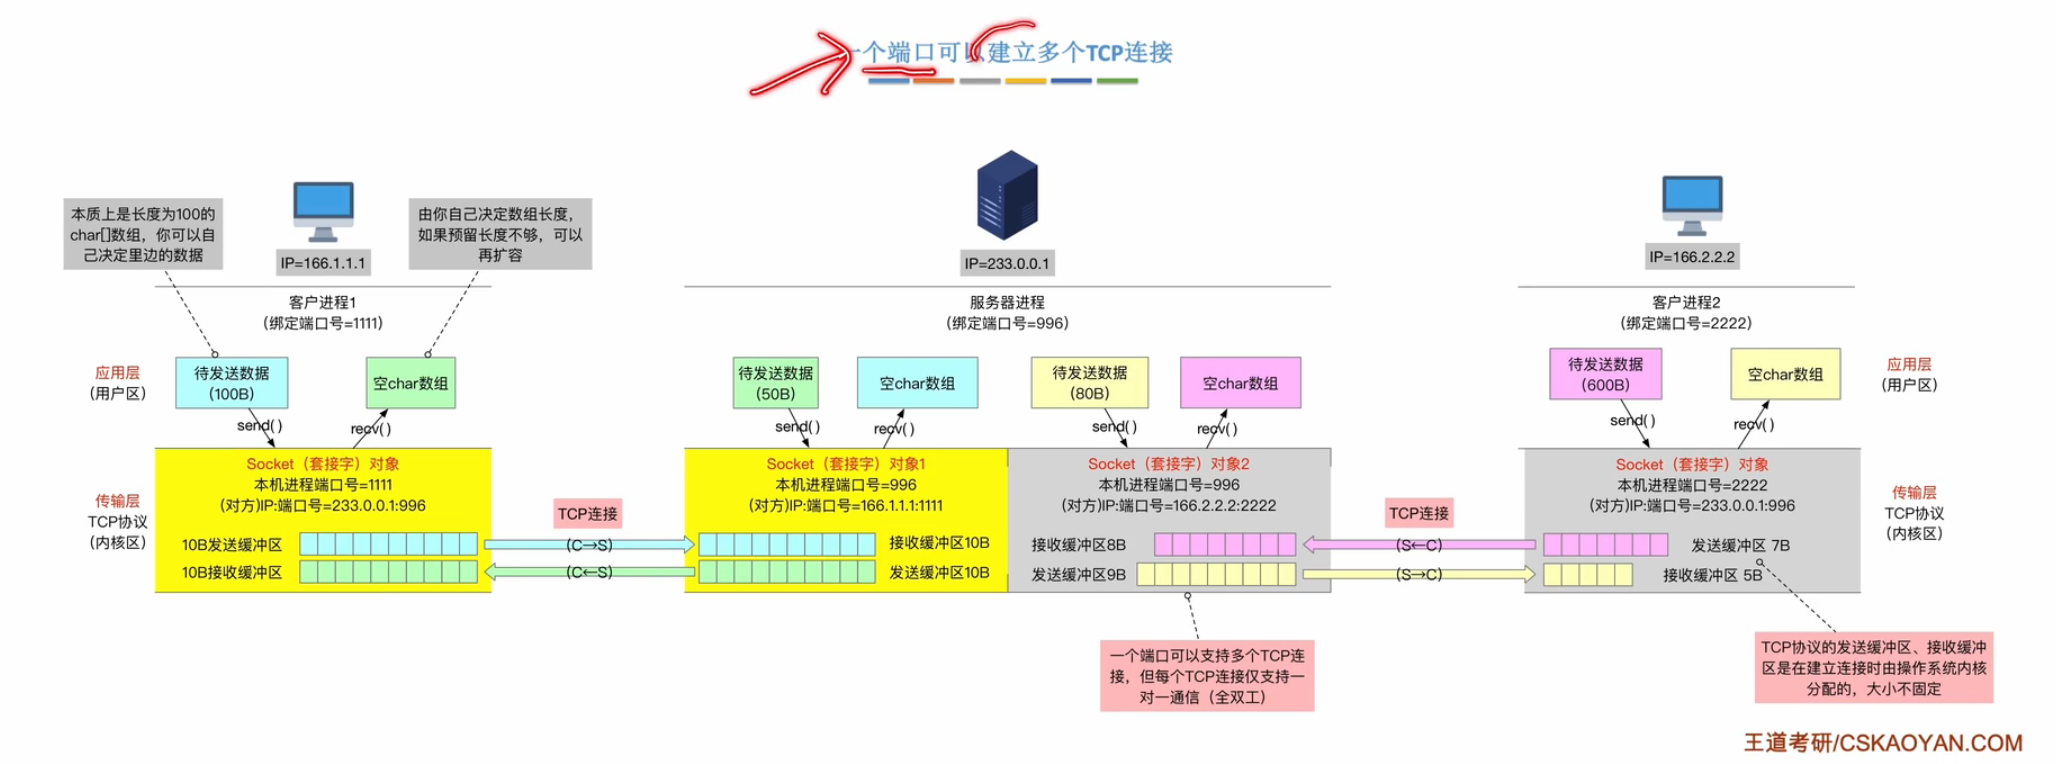 一个端口可以建立多个TCP连接
本质上是长度为100的
char[]数组，你可以自
己决定里边的数据
IP=166.1.1.1
由你自己决定数组长度，
如果预留长度不够，可以
再扩容
IP=233.0.0.1
IP=166.2.2.2
客户进程1
（绑定端口号=1111）
服务器进程
（绑定端口号=996）
客户进程2
（绑定端口号=2222）
应用层
（用户区）
待发送数据
（100B）
空char数组
待发送数据
（50B）
空char数组
待发送数据
（80B）
空char数组
待发送数据
（600B）
空char数组
应用层
（用户区）
send( )
recv( )
send( )
recv( )
send( )
recv( )
send( )
recv( )
传输层
TCP协议
（内核区）
Socket（套接字）对象
本机进程端口号=1111
（对方）IP:端口号=233.0.0.1:996
10B发送缓冲区
10B接收缓冲区
TCP连接
（C→S）
（C←S）
Socket（套接字）对象1
本机进程端口号=996
（对方）IP:端口号=166.1.1.1:1111
接收缓冲区10B
发送缓冲区10B
Socket（套接字）对象2
本机进程端口号=996
（对方）IP:端口号=166.2.2.2:2222
接收缓冲区8B
发送缓冲区9B
TCP连接
（S←C）
（S→C）
Socket（套接字）对象
本机进程端口号=2222
（对方）IP:端口号=233.0.0.1:996
发送缓冲区 7B
接收缓冲区 5B
传输层
TCP协议
（内核区）
一个端口可以支持多个TCP连
接，但每个TCP连接仅支持一
对一通信（全双工）
TCP协议的发送缓冲区、接收缓冲
区是在建立连接时由操作系统内核
分配的，大小不固定
王道考研/CSKAOYAN.COM